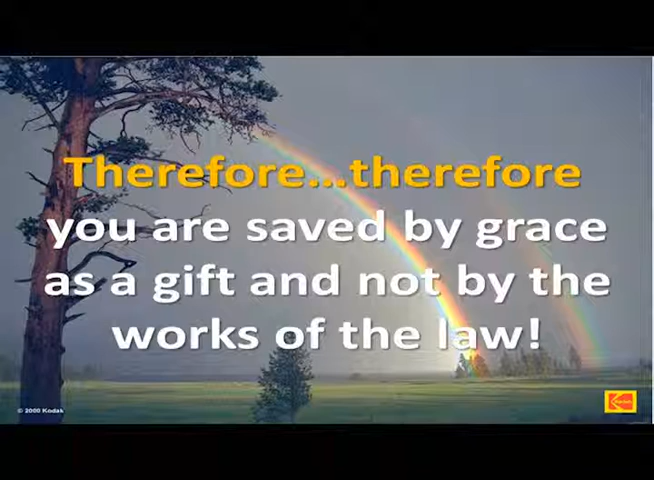 Therefore...therefore
you are saved by grace
as a gift and not by the
works of the law!
© 2000 Kodak
Kodak